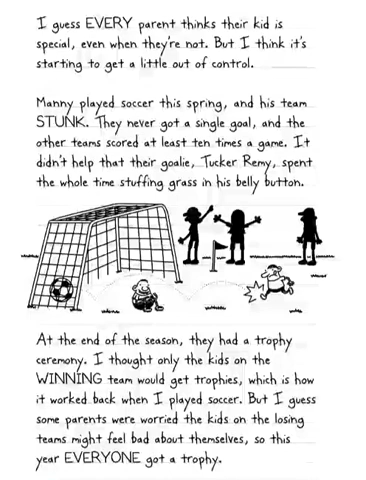 I guess EVERY parent thinks their kid is
special, even when they're not. But I think it's
starting to get a little out of control.
Manny played soccer this spring, and his team
STUNK. They never got a single goal, and the
other teams scored at least ten times a game. It
didn't help that their goalie, Tucker Remy, spent
the whole time stuffing grass in his belly button.
At the end of the season, they had a trophy
ceremony. I thought only the kids on the
WINNING team would get trophies, which is how
it worked back when I played soccer. But I guess
some parents were worried the kids on the losing
teams might feel bad about themselves, so this
year EVERYONE got a trophy.